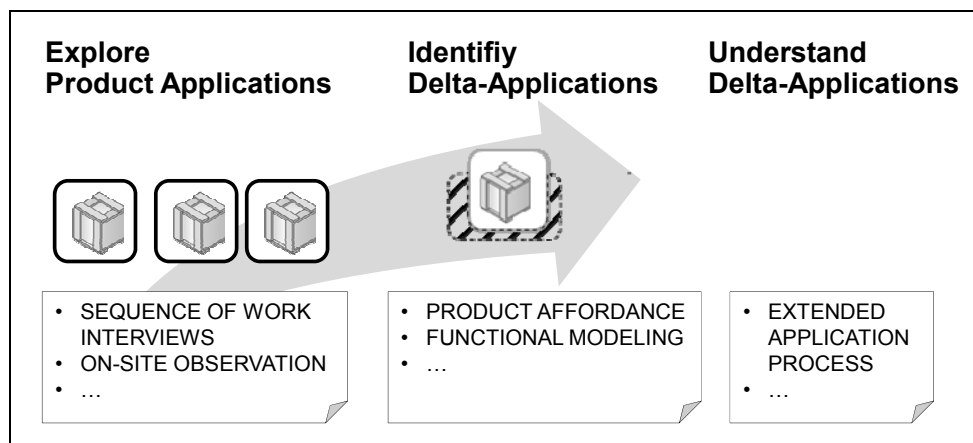 Explore
Product Applications
Identifiy
Delta-Applications
Understand
Delta-Applications
• SEQUENCE OF WORK
INTERVIEWS
• ON-SITE OBSERVATION
• …
• PRODUCT AFFORDANCE
• FUNCTIONAL MODELING
• …
• EXTENDED
APPLICATION
PROCESS
• …